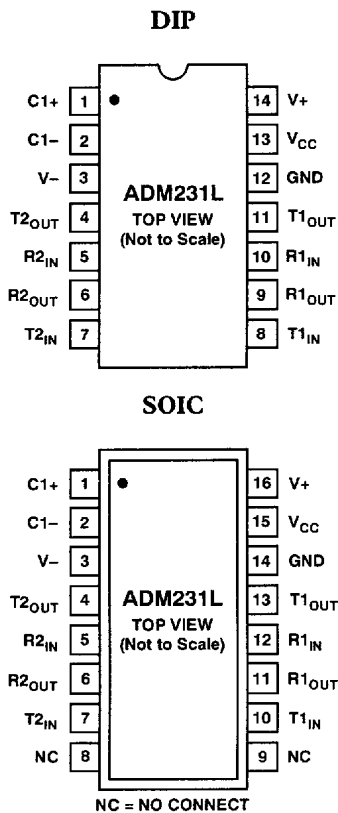 DIP
C1+ 1 14 V+
C1– 2 13 VCC
V– 3 12 GND
ADM231L
T2OUT 4 TOP VIEW 11 T1OUT
(Not to Scale)
R2IN 5 10 R1IN
R2OUT 6 9 R1OUT
T2IN 7 8 T1IN
SOIC
C1+ 1 16 V+
C1– 2 15 VCC
V– 3 14 GND
T2OUT 4 ADM231L 13 T1OUT
TOP VIEW
R2IN 5 (Not to Scale) 12 R1IN
R2OUT 6 11 R1OUT
T2IN 7 10 T1IN
NC 8 9 NC
NC = NO CONNECT